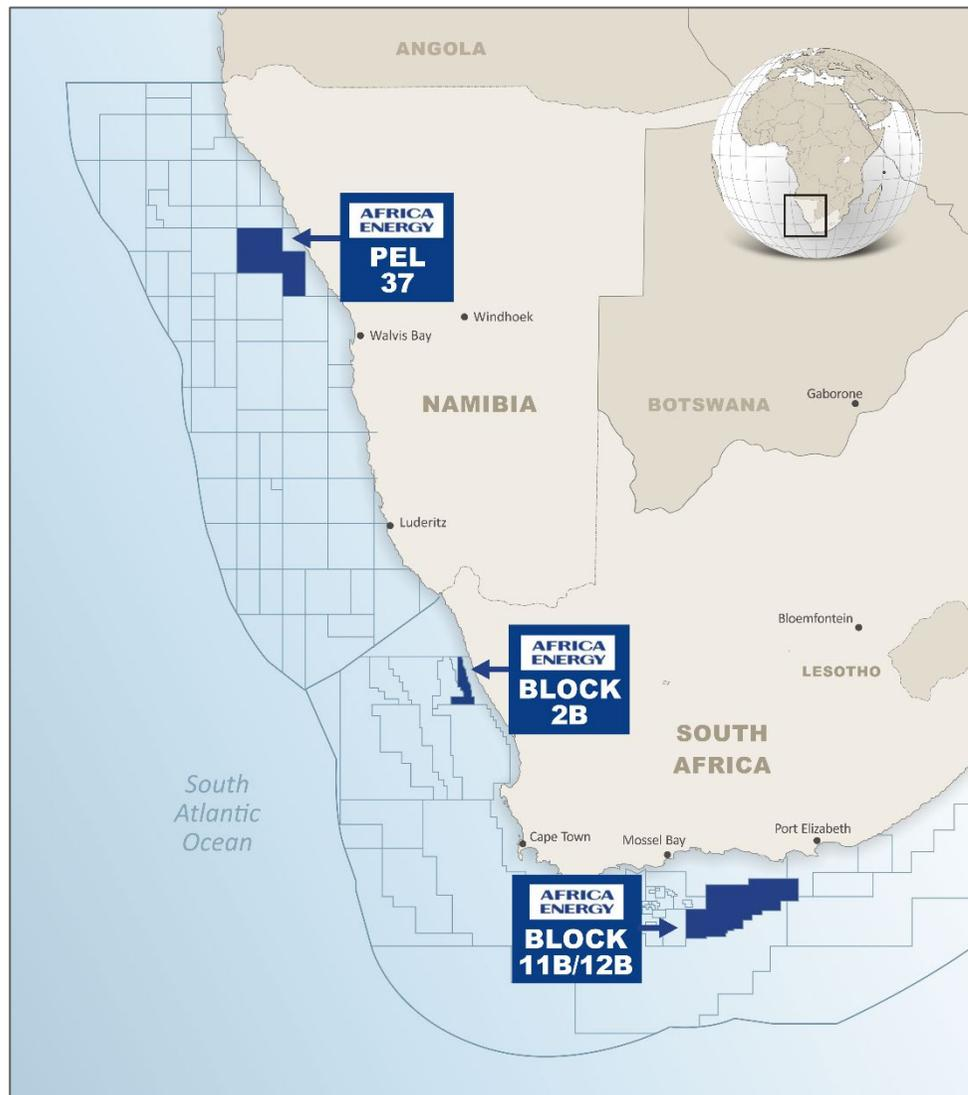 ANGOLA
AFRICA
ENERGY
PEL
37
Windhoek
Walvis Bay
NAMIBIA
BOTSWANA
Gaborone
Luderitz
Bloemfontein
LESOTHO
AFRICA
ENERGY
BLOCK
2B
SOUTH
AFRICA
South
Atlantic
Ocean
Cape Town
Mossel Bay
Port Elizabeth
AFRICA
ENERGY
BLOCK
11B/12B